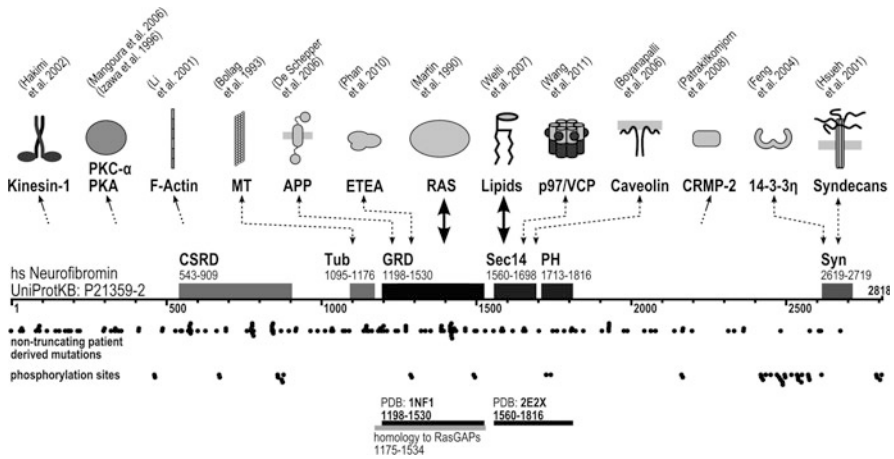 (Hakimi et al. 2002)
(Mangoura et al. 2006)
(Izawa et al. 1996)
(Li et al. 2001)
(Bollag et al. 1993)
(De Schepper et al. 2006)
(Phan et al. 2010)
(Martin et al. 1990)
(Welti et al. 2007)
(Wang et al. 2011)
(Boyanapalli et al. 2006)
(Patrakitkomjorn et al. 2008)
(Feng et al. 2004)
(Hsueh et al. 2001)
Kinesin-1
PKC-α
PKA
F-Actin
MT
APP
ETEA
RAS
Lipids
p97/VCP
Caveolin
CRMP-2
14-3-3η
Syndecans
hs Neurofibromin
UniProtKB: P21359-2
CSRD
543-909
Tub
1095-1176
GRD
1198-1530
Sec14
1560-1698
PH
1713-1816
Syn
2619-2719
2818
1
500
1000
1500
2000
2500
non-truncating patient
derived mutations
phosphorylation sites
PDB: 1NF1
1198-1530
PDB: 2E2X
1560-1816
homology to RasGAPs
1175-1534